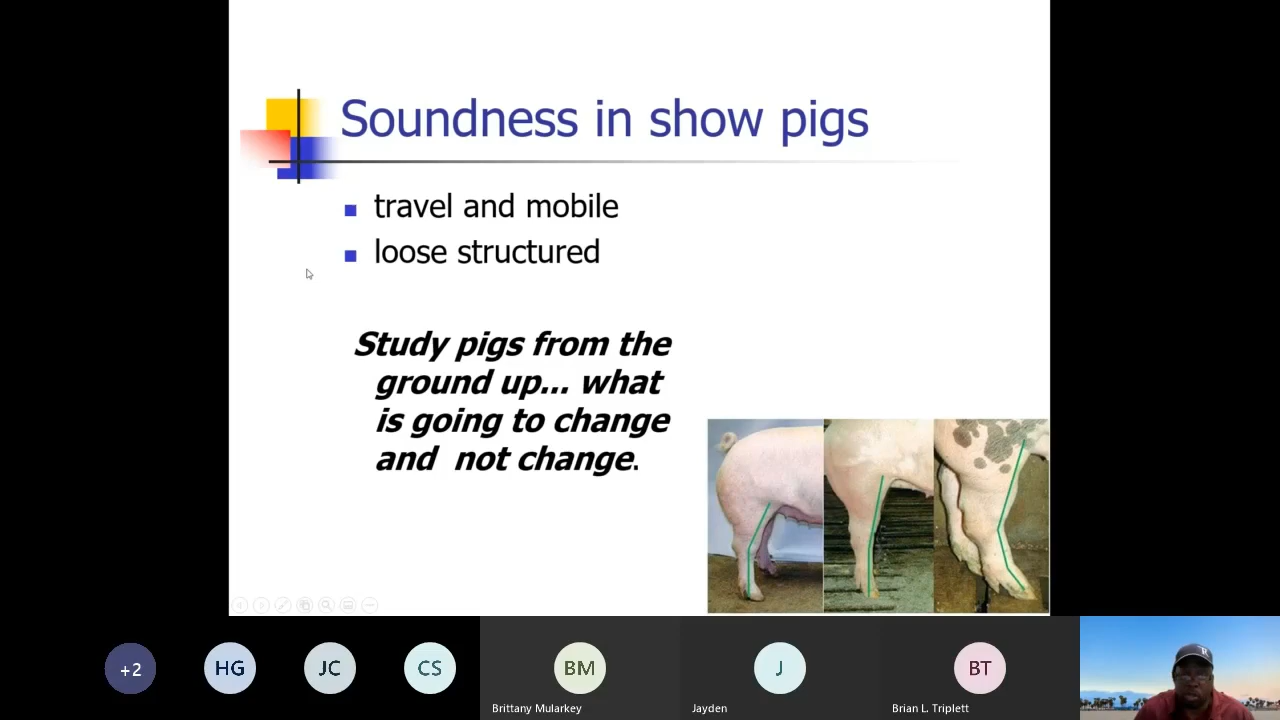 Soundness in show pigs
travel and mobile
loose structured
Study pigs from the
ground up... what
is going to change
and not change.
+2
HG
JC
CS
BM
J
BT
Brittany Mularkey
Jayden
Brian L. Triplett
R